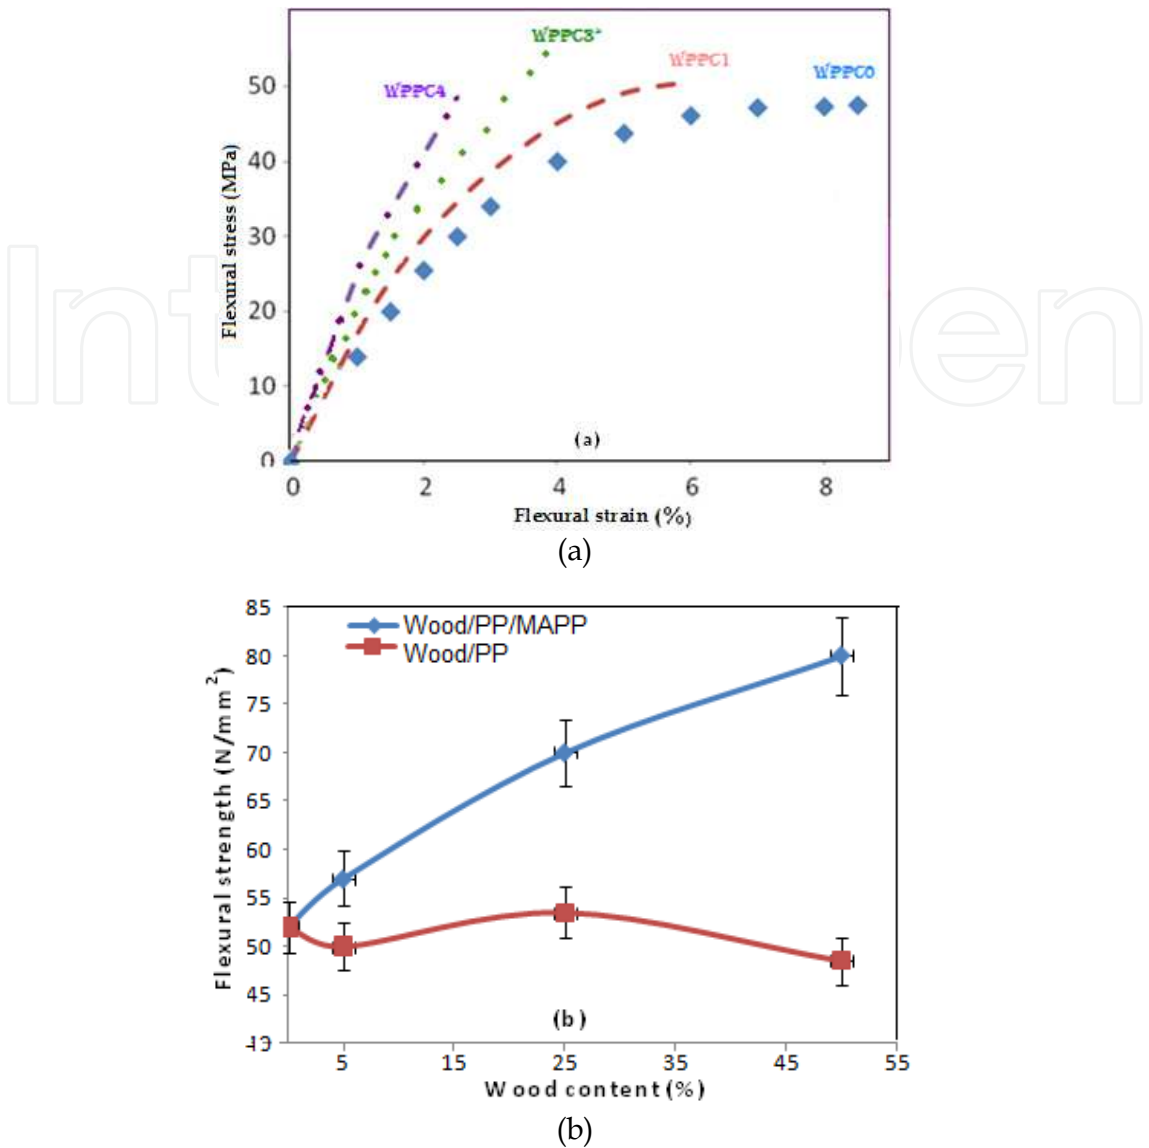 WPPC3*
WPPC1
WPPC0
WPPC4
50
40
30
20
10
0
Flexural stress (MPa)
(a)
0 2 4 6 8
Flexural strain (%)
(a)
85
80
75
70
65
60
55
50
45
Flexural strength (N/mm²)
Wood/PP/MAPP
Wood/PP
(b)
5 15 25 35 45 55
Wood content (%)
(b)